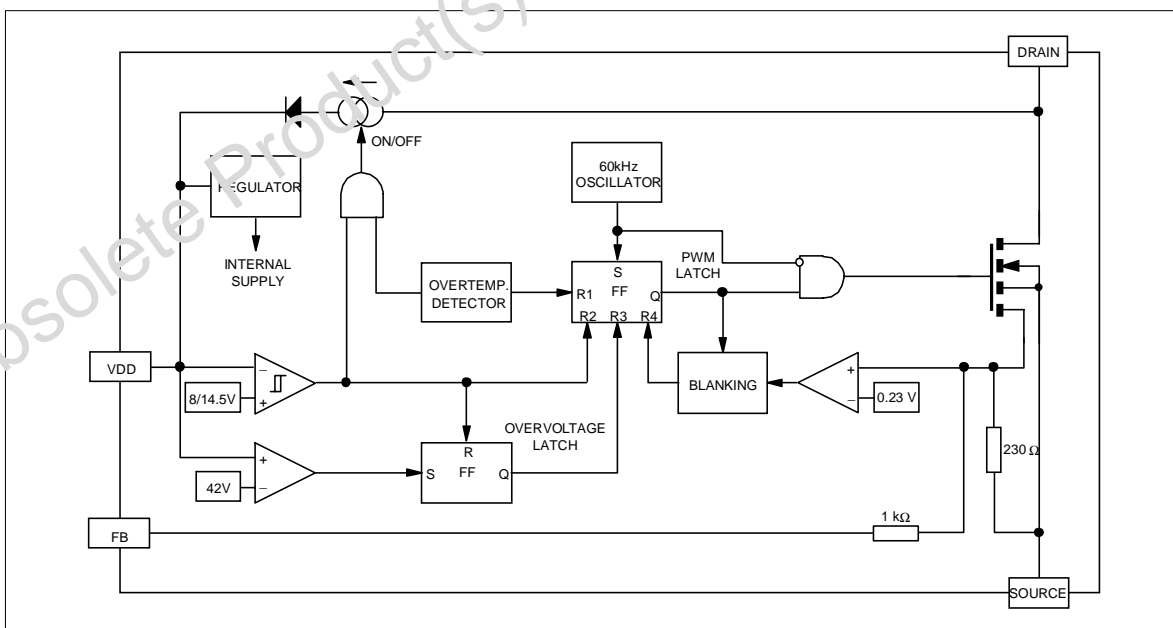 bsolete Product(s)
DRAIN
ON/OFF
REGULATOR
60kHz
OSCILLATOR
INTERNAL
SUPPLY
PWM
LATCH
OVERTEMP.
DETECTOR
S
FF
R1
Q
R2 R3 R4
VDD
_
8/14.5V
+
BLANKING
+
_
0.23 V
OVERVOLTAGE
LATCH
R
FF
S
Q
+
_
42V
230 Ω
1 kΩ
FB
SOURCE